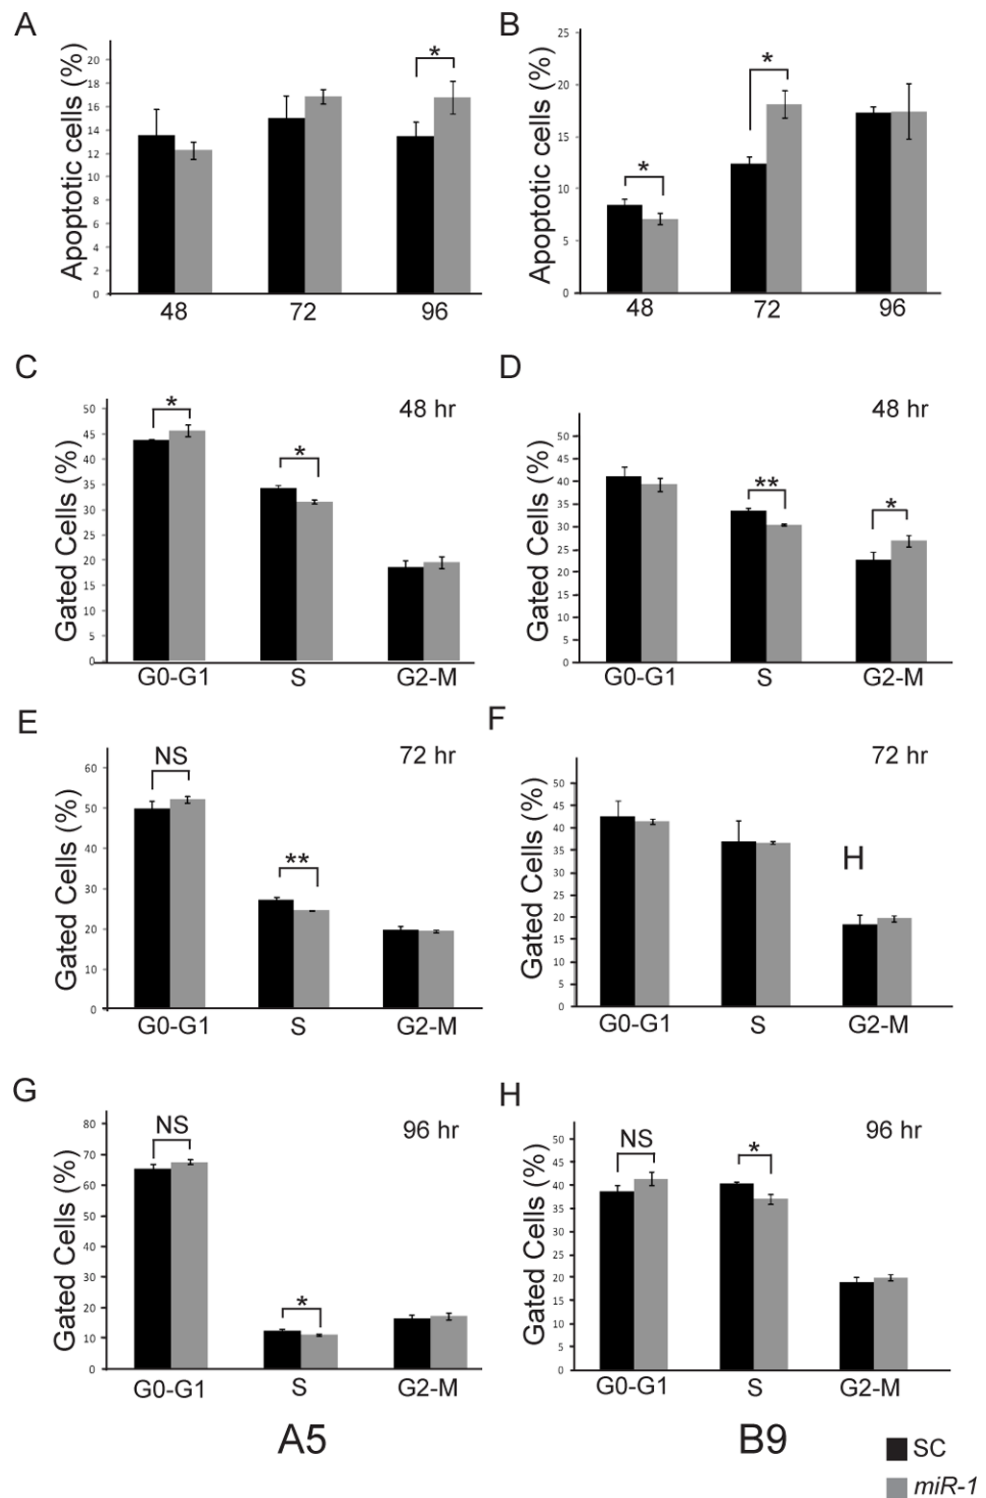 A
Apoptotic cells (%)
20
18
16
14
12
10
8
6
4
2
0
*
48 72 96
B
Apoptotic cells (%)
25
20
15
10
5
0
*
*
48 72 96
C
48 hr
Gated Cells (%)
50
45
40
35
30
25
20
15
10
5
0
*
*
G0-G1 S G2-M
D
48 hr
Gated Cells (%)
50
45
40
35
30
25
20
15
10
5
0
**
*
G0-G1 S G2-M
E
72 hr
Gated Cells (%)
60
50
40
30
20
10
0
NS
**
G0-G1 S G2-M
F
72 hr
Gated Cells (%)
50
45
40
35
30
25
20
15
10
5
0
H
G0-G1 S G2-M
G
96 hr
Gated Cells (%)
80
70
60
50
40
30
20
10
0
NS
*
G0-G1 S G2-M
H
96 hr
Gated Cells (%)
50
45
40
35
30
25
20
15
10
5
0
NS
*
G0-G1 S G2-M
A5
B9
SC
miR-1